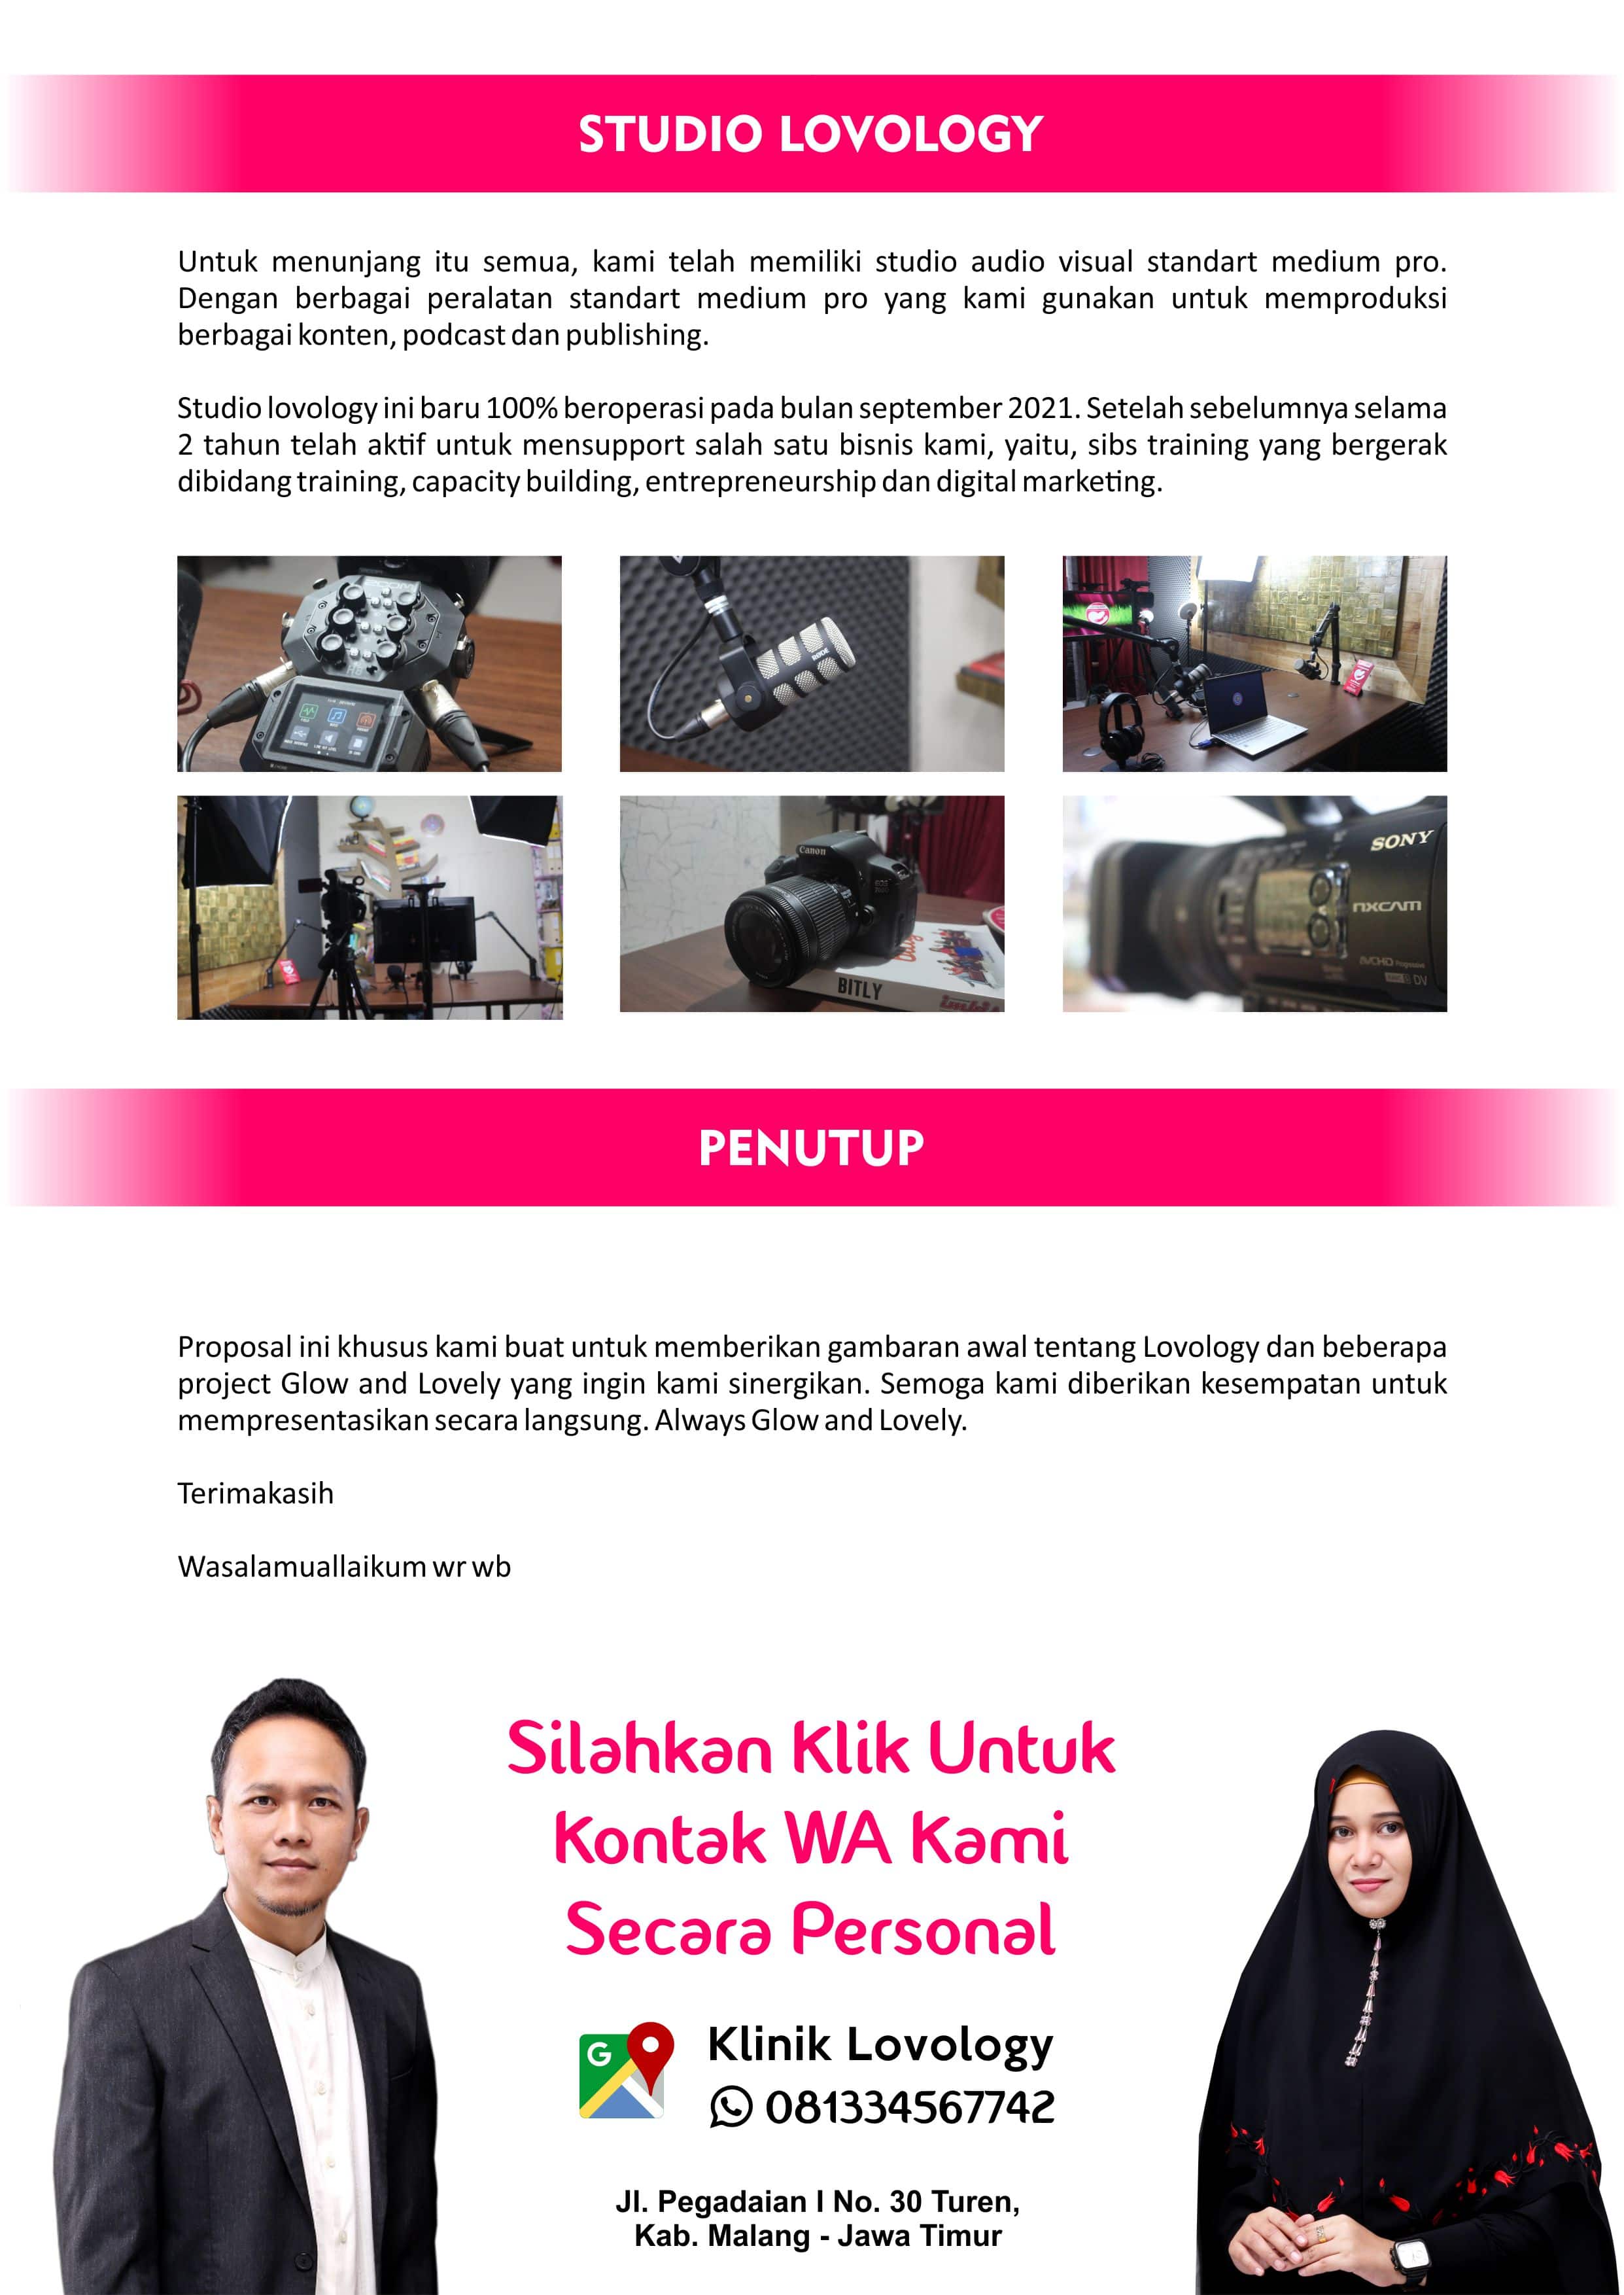 STUDIO LOVOLOGY
Untuk menunjang itu semua, kami telah memiliki studio audio visual standart medium pro.
Dengan berbagai peralatan standart medium pro yang kami gunakan untuk memproduksi
berbagai konten, podcast dan publishing.
Studio lovology ini baru 100% beroperasi pada bulan september 2021. Setelah sebelumnya selama
2 tahun telah aktif untuk mensupport salah satu bisnis kami, yaitu, sibs training yang bergerak
dibidang training, capacity building, entrepreneurship dan digital marketing.
RODE
Canon
EOS
BITLY
SONY
NXCAM
AVCHD Progressive
DV
PENUTUP
Proposal ini khusus kami buat untuk memberikan gambaran awal tentang Lovology dan beberapa
project Glow and Lovely yang ingin kami sinergikan. Semoga kami diberikan kesempatan untuk
mempresentasikan secara langsung. Always Glow and Lovely.
Terimakasih
Wasalamuallaikum wr wb
Silahkan Klik Untuk
Kontak WA Kami
Secara Personal
G
Klinik Lovology
081334567742
Jl. Pegadaian I No. 30 Turen,
Kab. Malang - Jawa Timur